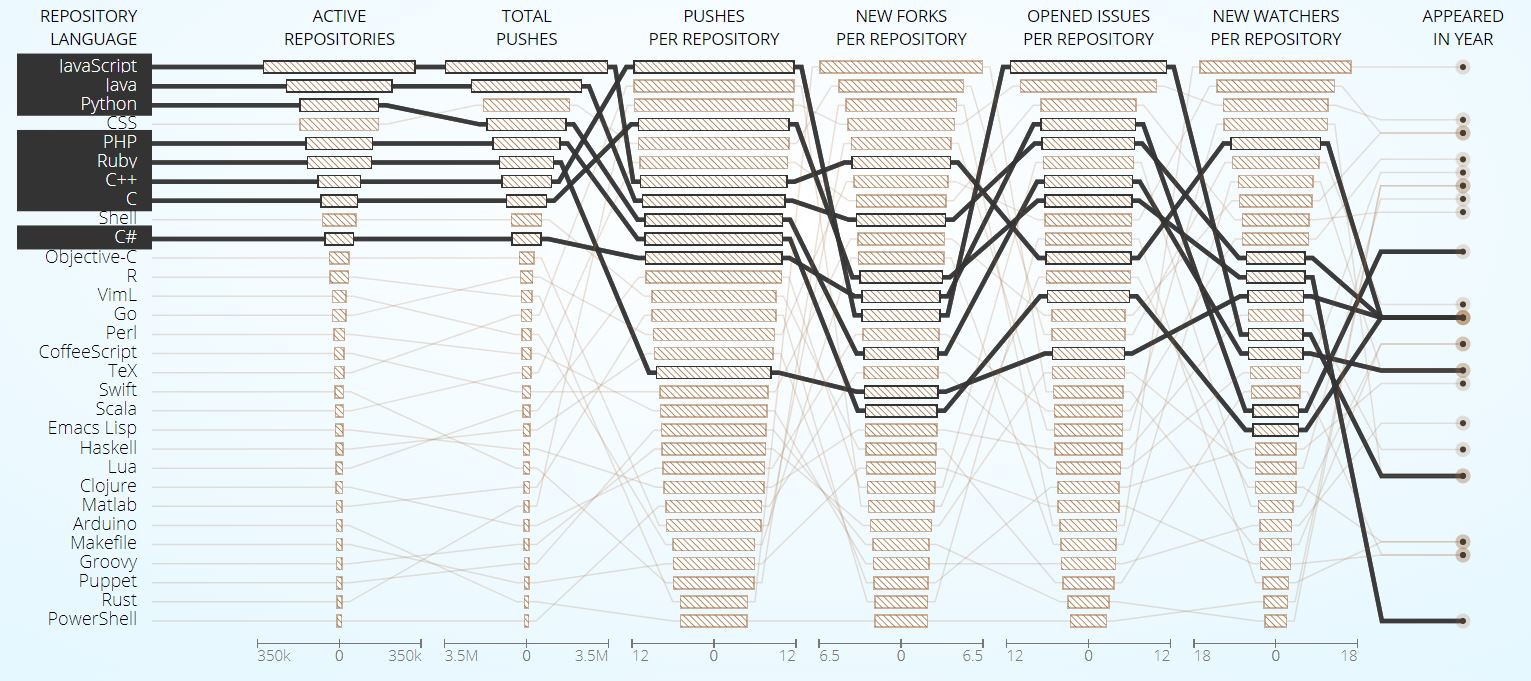 REPOSITORY LANGUAGE
ACTIVE REPOSITORIES
TOTAL PUSHES
PUSHES PER REPOSITORY
NEW FORKS PER REPOSITORY
OPENED ISSUES PER REPOSITORY
NEW WATCHERS PER REPOSITORY
APPEARED IN YEAR
JavaScript
Java
Python
CSS
PHP
Ruby
C++
C
Shell
C#
Objective-C
R
VimL
Go
Perl
CoffeeScript
TeX
Swift
Scala
Emacs Lisp
Haskell
Lua
Clojure
Matlab
Arduino
Makefile
Groovy
Puppet
Rust
PowerShell
350k 0 350k
3.5M 0 3.5M
12 0 12
6.5 0 6.5
12 0 12
18 0 18